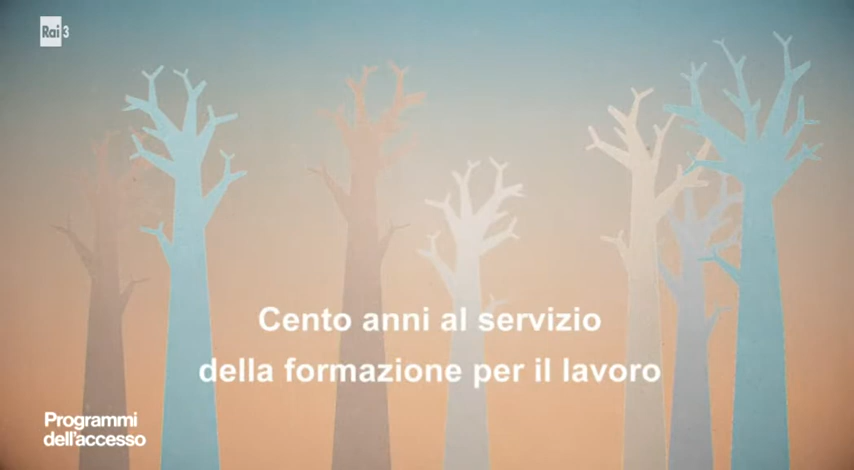 Rai 3
Cento anni al servizio
della formazione per il lavoro
Programmi
dell'accesso